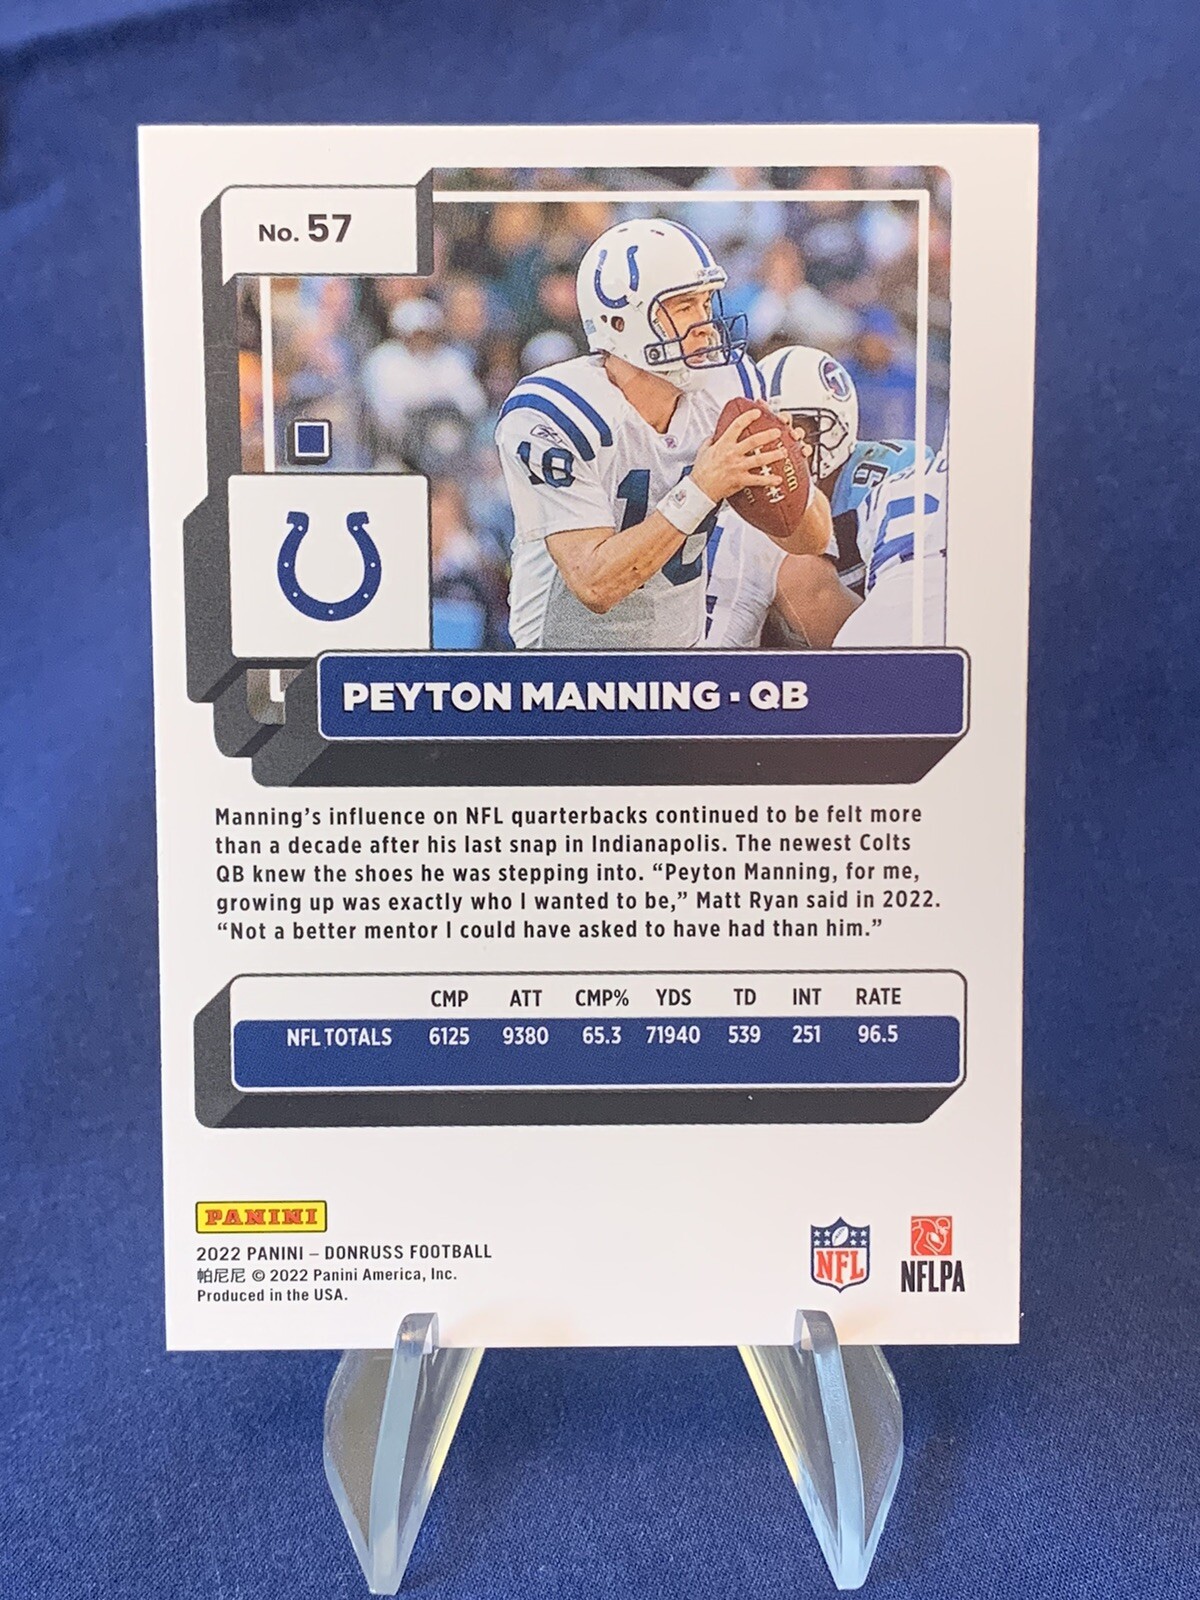 No. 57
18
18
97
PEYTON MANNING · QB
Manning's influence on NFL quarterbacks continued to be felt more
than a decade after his last snap in Indianapolis. The newest Colts
QB knew the shoes he was stepping into. “Peyton Manning, for me,
growing up was exactly who I wanted to be,” Matt Ryan said in 2022.
“Not a better mentor I could have asked to have had than him.”
CMP ATT CMP% YDS TD INT RATE
NFL TOTALS 6125 9380 65.3 71940 539 251 96.5
PANINI
2022 PANINI – DONRUSS FOOTBALL
帕尼尼 © 2022 Panini America, Inc.
Produced in the USA.
NFL
NFLPA